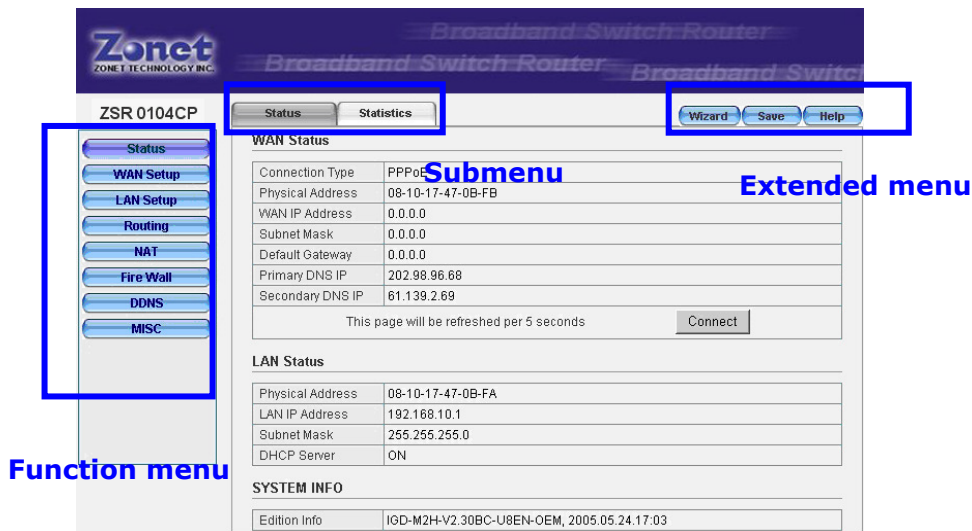 Broadband Switch Router
Zonet
ZONET TECHNOLOGY INC.
Broadband Switch Router
Broadband Switch
ZSR 0104CP
Status Statistics
Wizard Save Help
Status
WAN Setup
LAN Setup
Routing
NAT
Fire Wall
DDNS
MISC
WAN Status
Submenu
Extended menu
Connection Type PPPoE
Physical Address 08-10-17-47-0B-FB
WAN IP Address 0.0.0.0
Subnet Mask 0.0.0.0
Default Gateway 0.0.0.0
Primary DNS IP 202.98.96.68
Secondary DNS IP 61.139.2.69
This page will be refreshed per 5 seconds Connect
LAN Status
Physical Address 08-10-17-47-0B-FA
LAN IP Address 192.168.10.1
Subnet Mask 255.255.255.0
DHCP Server ON
Function menu
SYSTEM INFO
Edition Info IGD-M2H-V2.30BC-U8EN-OEM, 2005.05.24.17:03